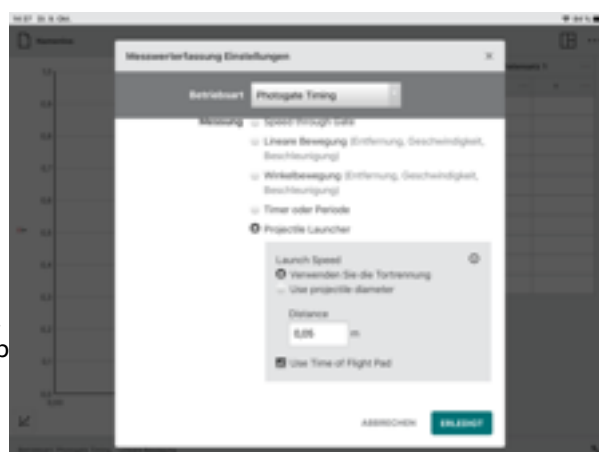 Messwerterfassung Einstellungen
Betriebsart Photogate Timing
Messung Speed through Gate
Lineare Bewegung (Entfernung, Geschwindigkeit,
Beschleunigung)
Winkelbewegung (Entfernung, Geschwindigkeit,
Beschleunigung)
Timer oder Periode
Projectile Launcher
Launch Speed
Verwenden Sie die Tortrennung
Use projectile diameter
Distance
0,05 m
Use Time of Flight Pad
ABBRECHEN ERLEDIGT